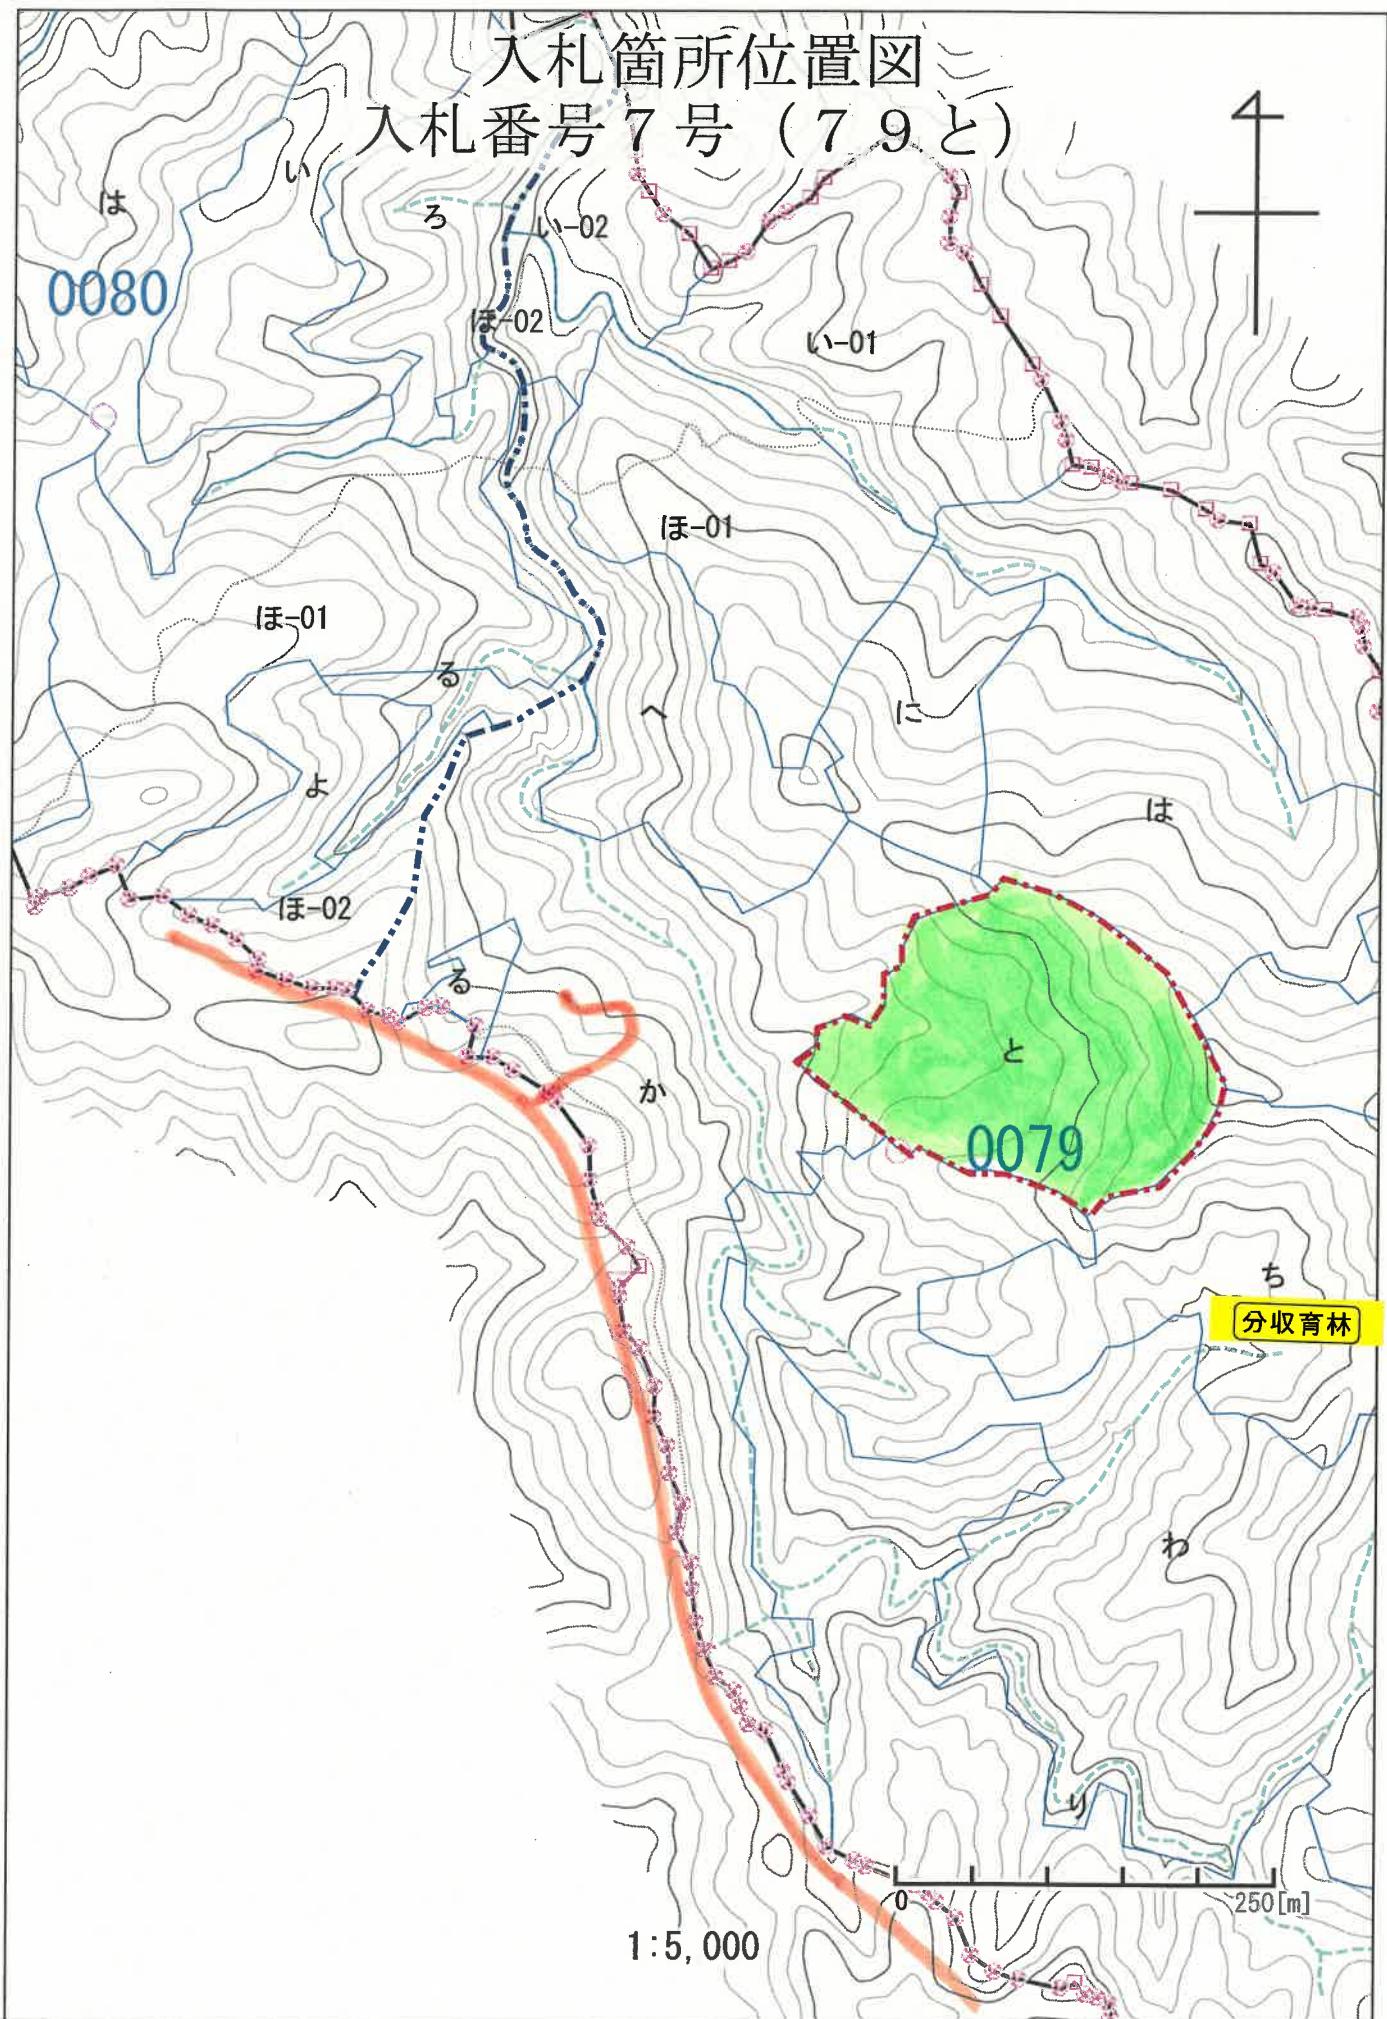 入札箇所位置図
入札番号７号（７９と）
は
い
ろ
い-02
0080
ほ-02
い-01
ほ-01
ほ-01
る
へ
に
よ
は
ほ-02
る
と
か
0079
ち
分収育林
わ
り
0
250[m]
1:5,000